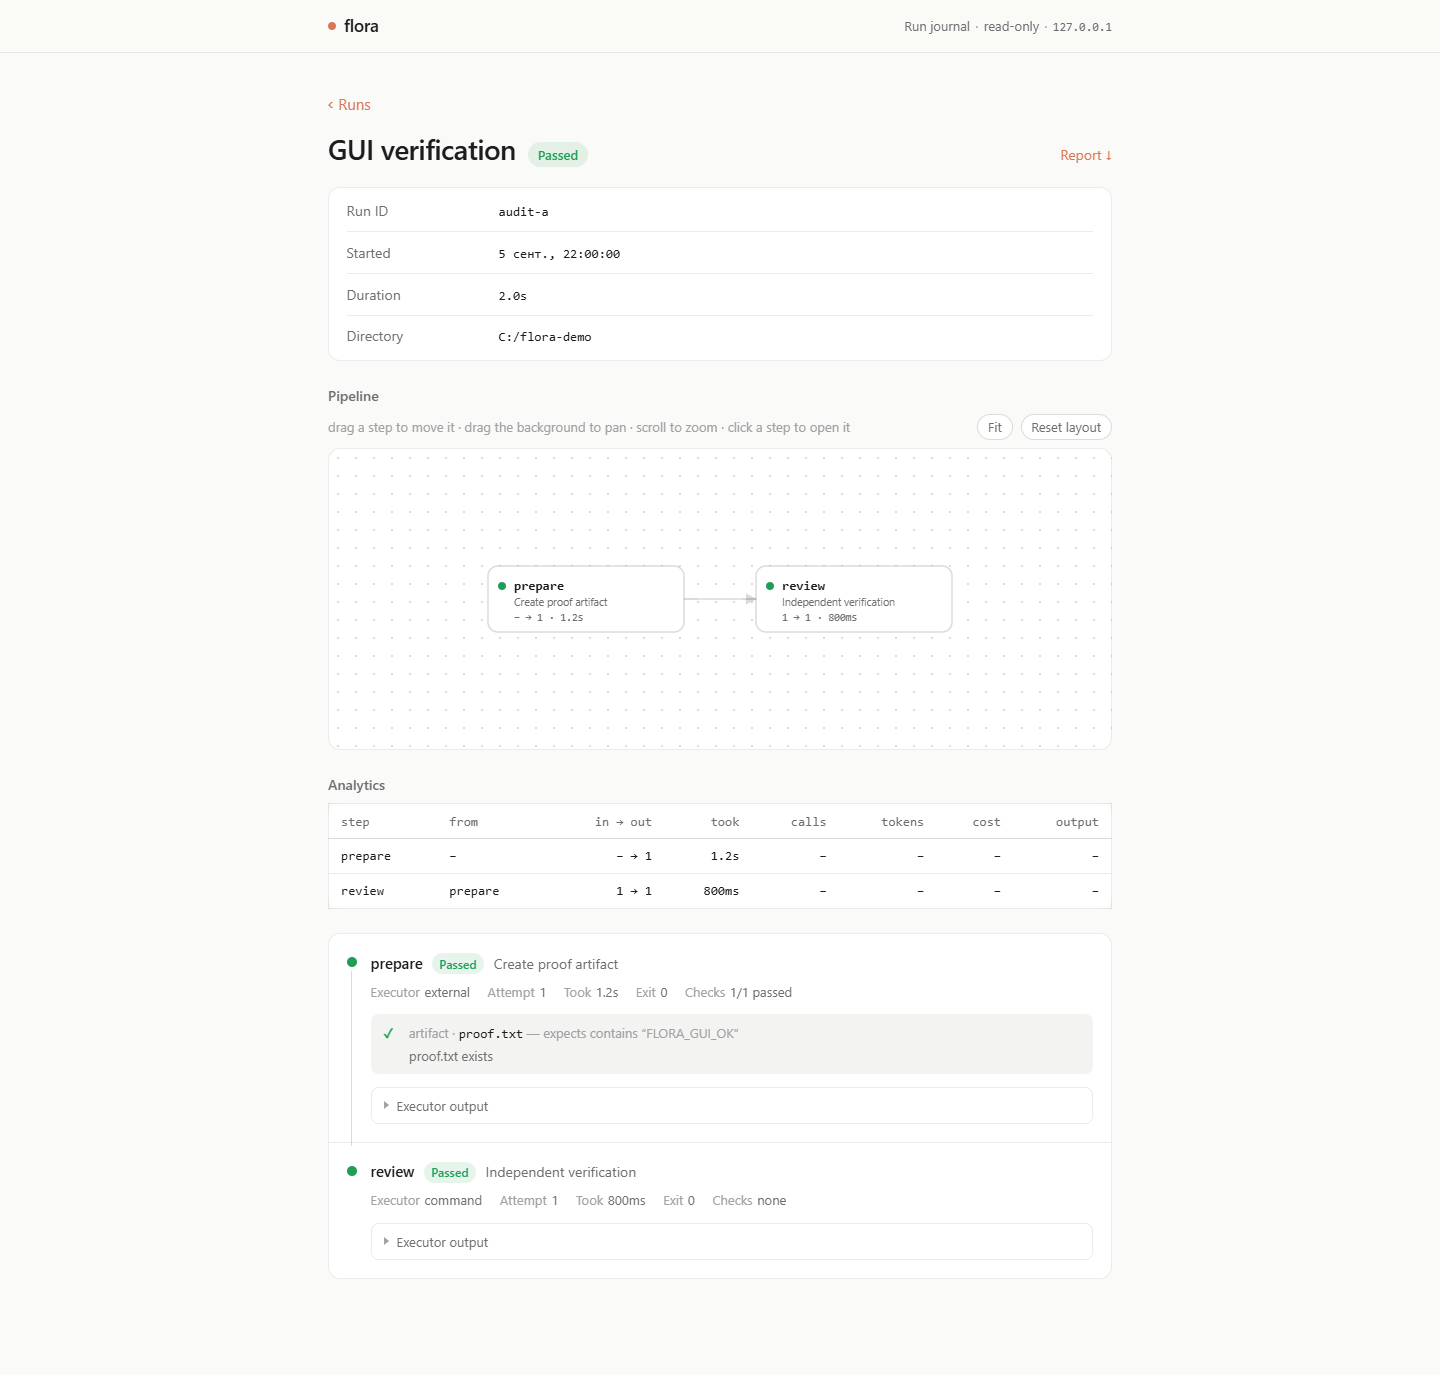 flora
Run journal · read-only · 127.0.0.1
‹ Runs
GUI verification Passed
Report ↓
Run ID audit-a
Started 5 сент., 22:00:00
Duration 2.0s
Directory C:/flora-demo
Pipeline
drag a step to move it · drag the background to pan · scroll to zoom · click a step to open it
Fit Reset layout
prepare
Create proof artifact
– → 1 · 1.2s
review
Independent verification
1 → 1 · 800ms
Analytics
step from in → out took calls tokens cost output
prepare – – → 1 1.2s – – – –
review prepare 1 → 1 800ms – – – –
prepare Passed Create proof artifact
Executor external Attempt 1 Took 1.2s Exit 0 Checks 1/1 passed
✓ artifact · proof.txt — expects contains “FLORA_GUI_OK”
proof.txt exists
Executor output
review Passed Independent verification
Executor command Attempt 1 Took 800ms Exit 0 Checks none
Executor output